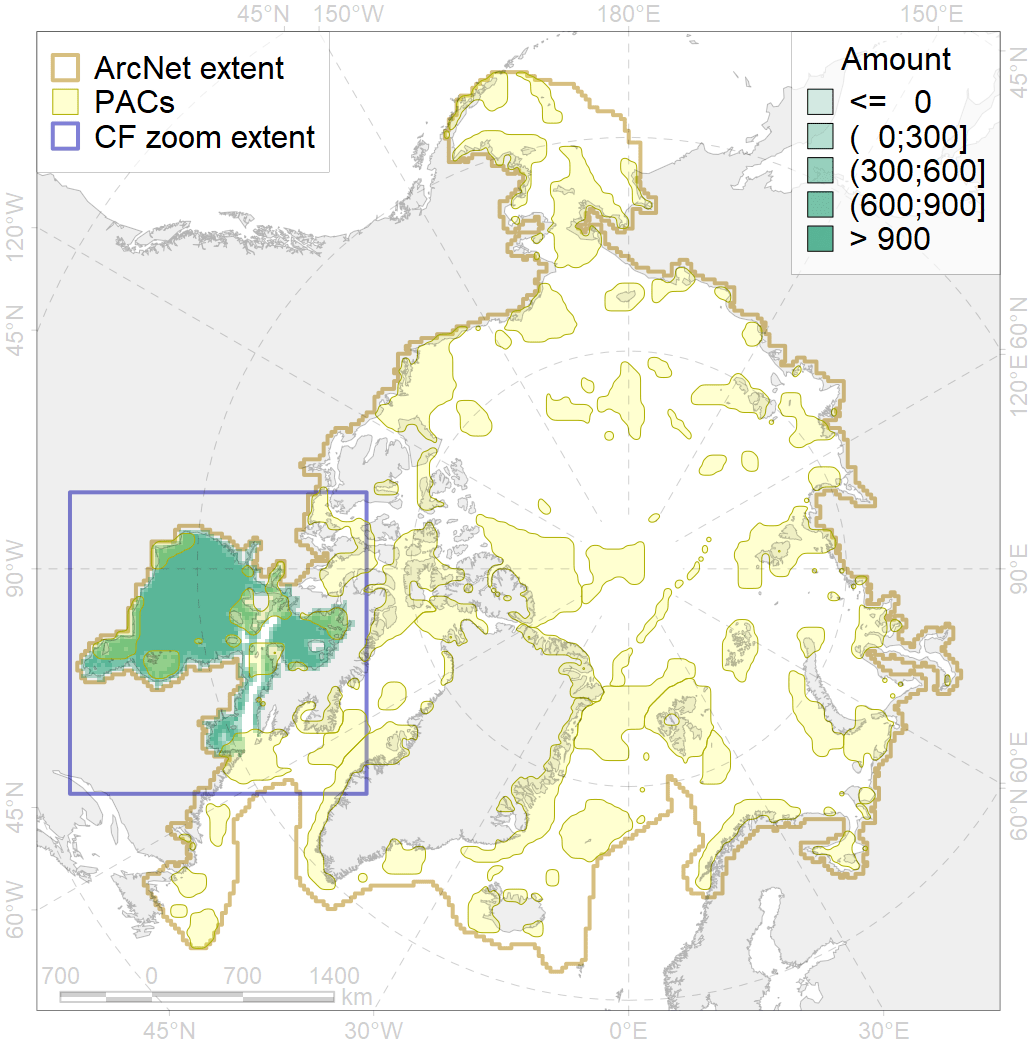 45°N 150°W 180°E 150°E
ArcNet extent
PACs
CF zoom extent
Amount
<= 0
( 0;300]
(300;600]
(600;900]
> 900
45°N
120°W
45°N
90°W
45°N
60°W
60°N
120°E
90°E
60°E
60°N
700 0 700 1400
km
45°N 30°W 0°E 30°E